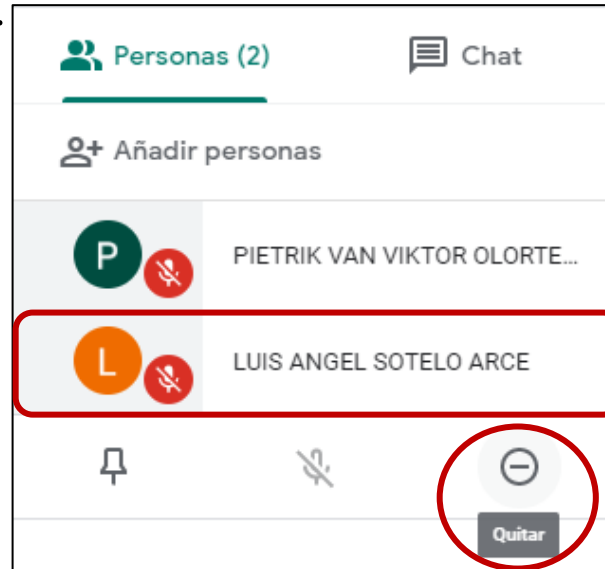 Personas (2) Chat
Añadir personas
P PIETRIK VAN VIKTOR OLORTE...
L LUIS ANGEL SOTELO ARCE
Quitar